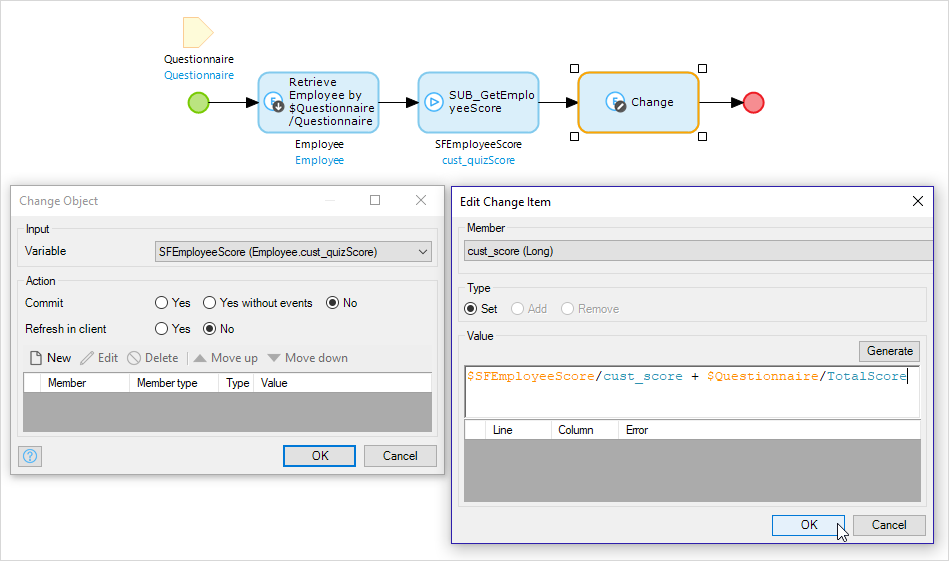 Questionnaire
Questionnaire
Retrieve
Employee by
$Questionnaire
/Questionnaire
Employee
Employee
SUB_GetEmplo
yeeScore
SFEmployeeScore
cust_quizScore
Change
Change Object
Input
Variable SFEmployeeScore (Employee.cust_quizScore)
Action
Commit Yes Yes without events No
Refresh in client Yes No
New Edit Delete Move up Move down
Member Member type Type Value
? OK Cancel
Edit Change Item
Member
cust_score (Long)
Type
Set Add Remove
Value
Generate
$SFEmployeeScore/cust_score + $Questionnaire/TotalScore
Line Column Error
OK Cancel